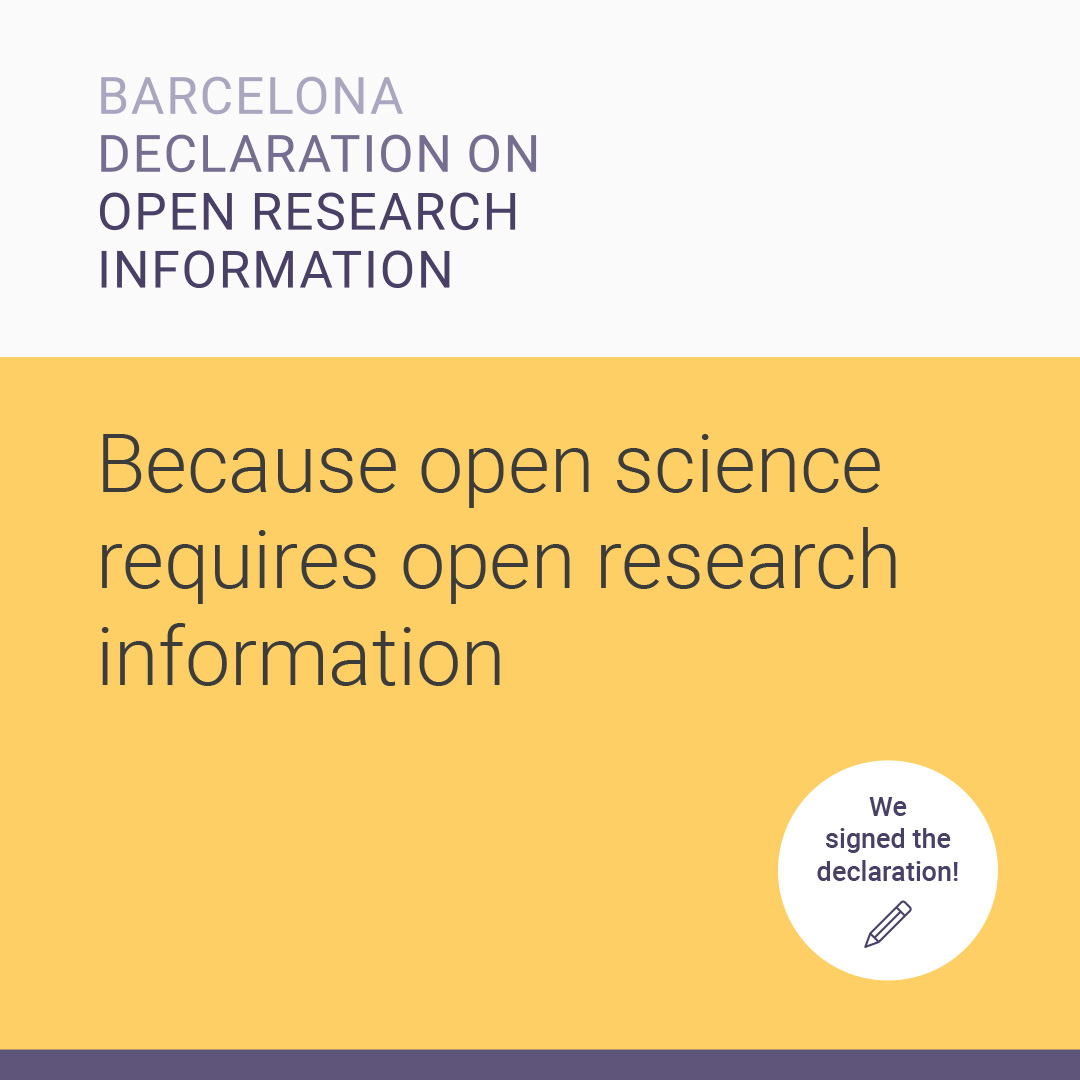 BARCELONA
DECLARATION ON
OPEN RESEARCH
INFORMATION
Because open science
requires open research
information
We
signed the
declaration!